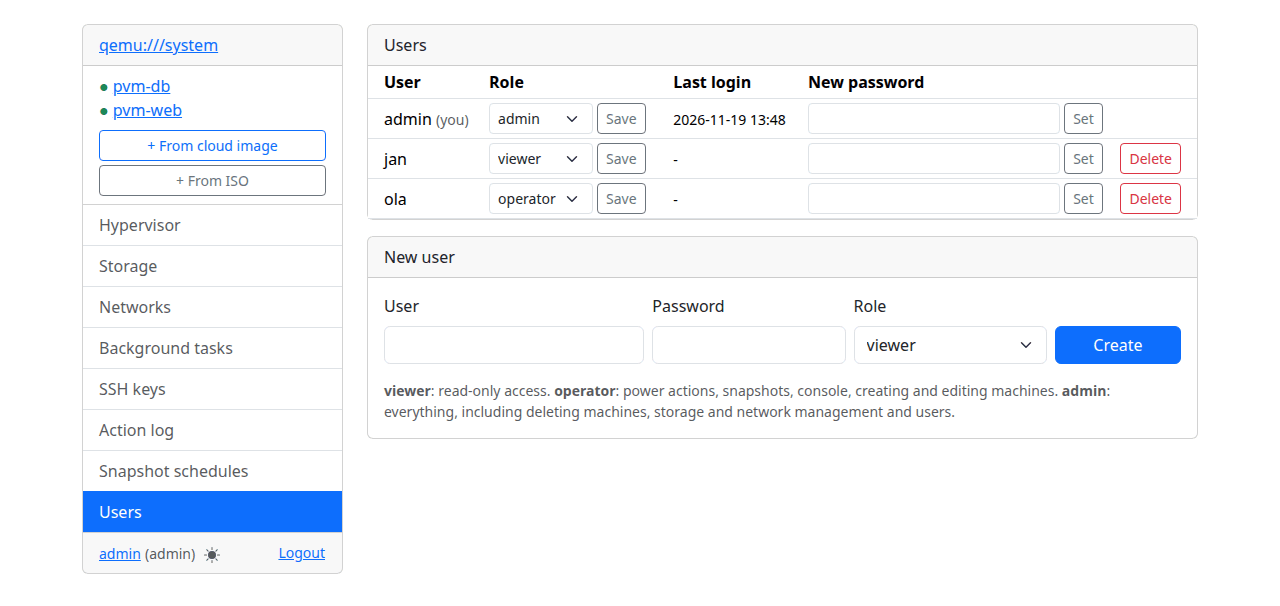 qemu:///system
● pvm-db
● pvm-web
+ From cloud image
+ From ISO
Hypervisor
Storage
Networks
Background tasks
SSH keys
Action log
Snapshot schedules
Users
admin (admin) Logout
Users
User Role Last login New password
admin (you) admin Save 2026-11-19 13:48 Set
jan viewer Save - Set Delete
ola operator Save - Set Delete
New user
User Password Role
viewer Create
viewer: read-only access. operator: power actions, snapshots, console, creating and editing machines. admin:
everything, including deleting machines, storage and network management and users.